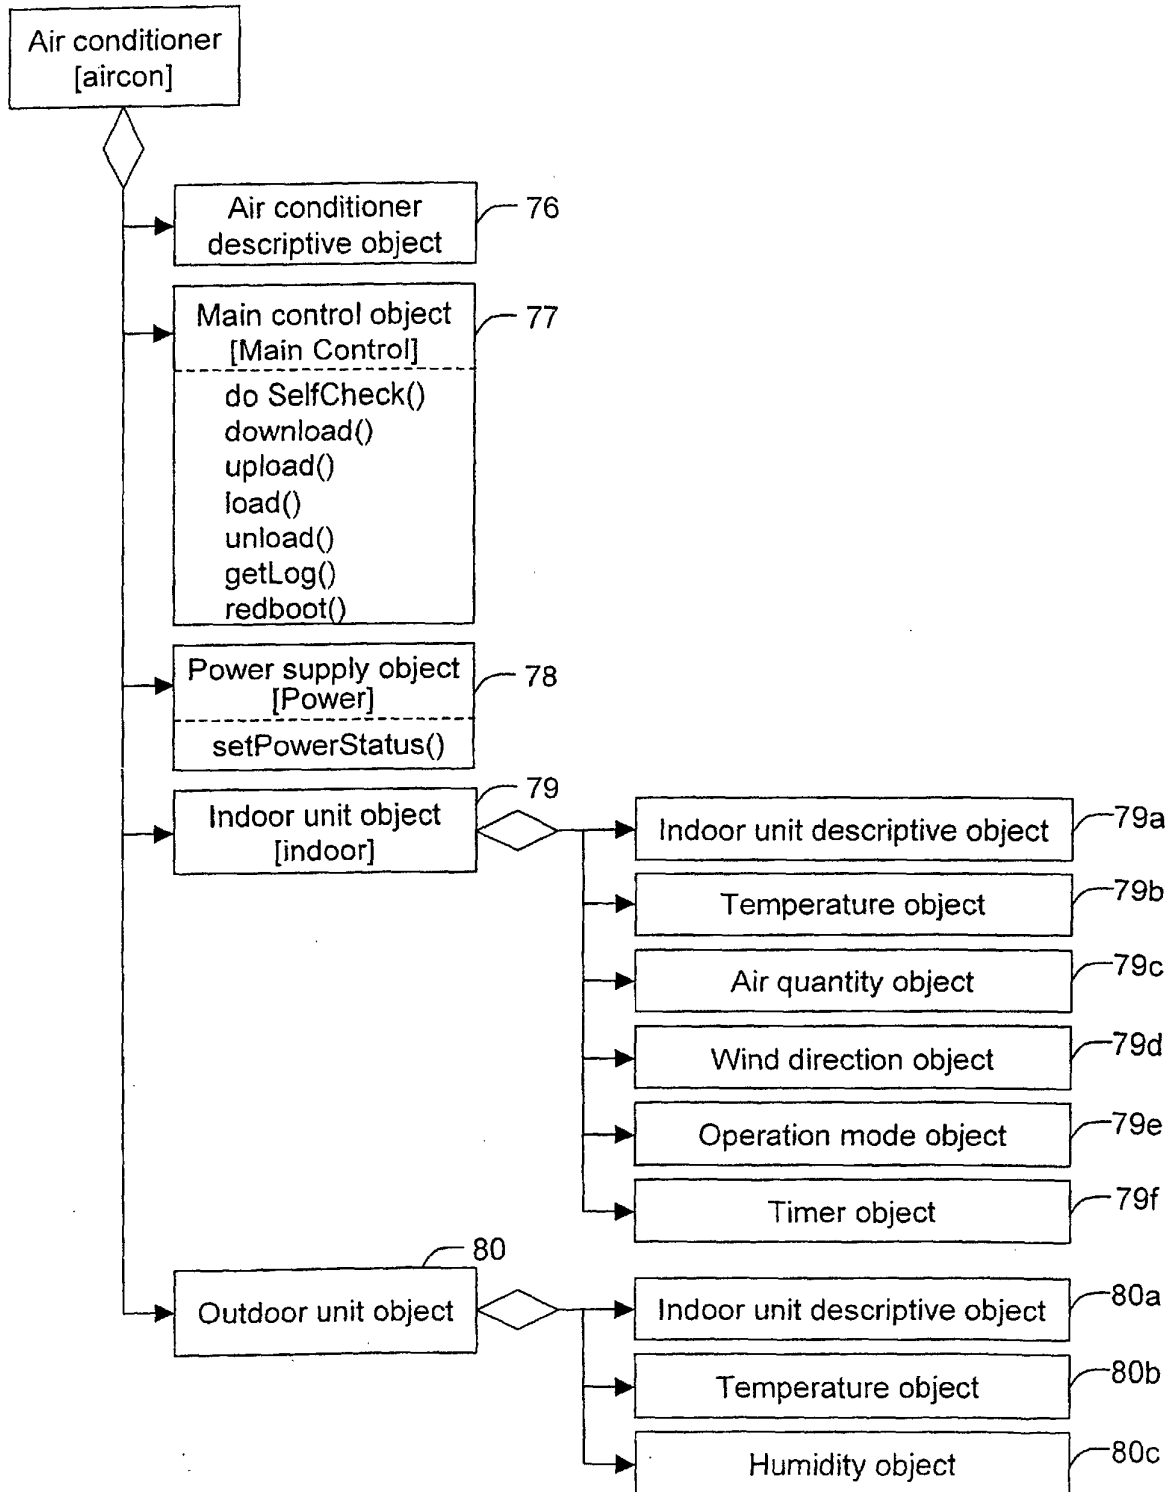 Air conditioner
[aircon]
Air conditioner
descriptive object
76
Main control object
[Main Control]
77
do SelfCheck()
download()
upload()
load()
unload()
getLog()
redboot()
Power supply object
[Power]
78
setPowerStatus()
Indoor unit object
[indoor]
79
Indoor unit descriptive object
79a
Temperature object
79b
Air quantity object
79c
Wind direction object
79d
Operation mode object
79e
Timer object
79f
Outdoor unit object
80
Indoor unit descriptive object
80a
Temperature object
80b
Humidity object
80c